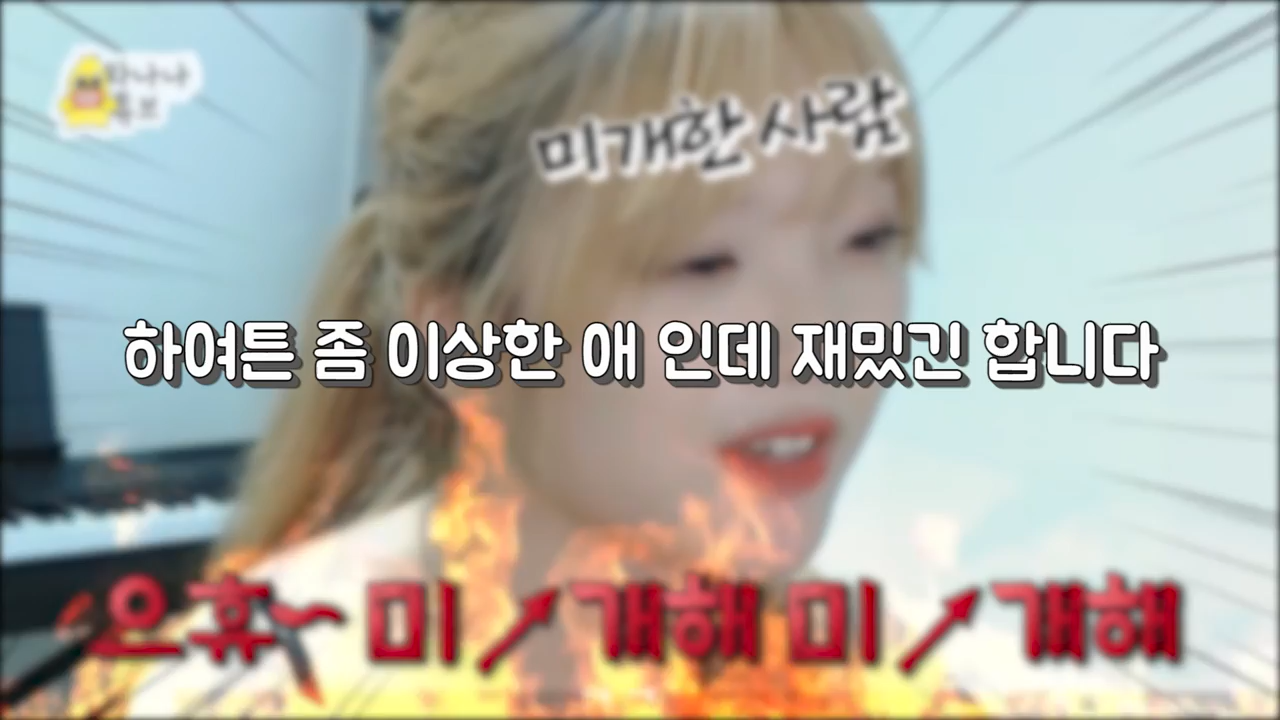 미개한 사람
하여튼 좀 이상한 애 인데 재밌긴 합니다
으휴~ 미↗개해 미↗개해